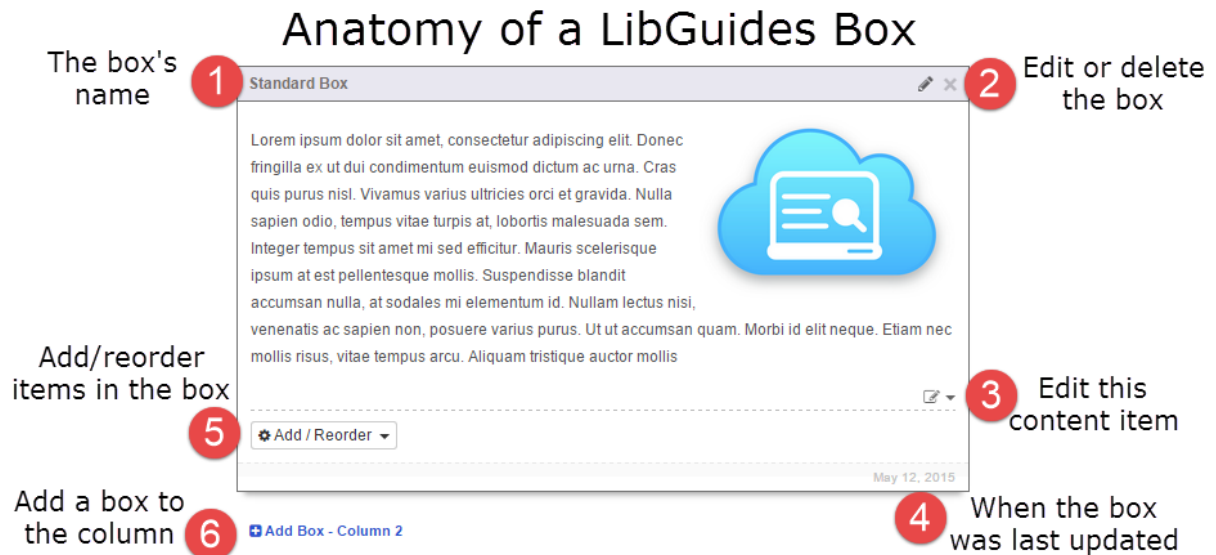 Anatomy of a LibGuides Box
The box's
name
1
Standard Box
2
Edit or delete
the box
Lorem ipsum dolor sit amet, consectetur adipiscing elit. Donec
fringilla ex ut dui condimentum euismod dictum ac urna. Cras
quis purus nisl. Vivamus varius ultricies orci et gravida. Nulla
sapien odio, tempus vitae turpis at, lobortis malesuada sem.
Integer tempus sit amet mi sed efficitur. Mauris scelerisque
ipsum at est pellentesque mollis. Suspendisse blandit
accumsan nulla, at sodales mi elementum id. Nullam lectus nisi,
venenatis ac sapien non, posuere varius purus. Ut ut accumsan quam. Morbi id elit neque. Etiam nec
mollis risus, vitae tempus arcu. Aliquam tristique auctor mollis
3
Edit this
content item
Add/reorder
items in the box
5
Add / Reorder
May 12, 2015
4
When the box
was last updated
Add a box to
the column
6
Add Box - Column 2